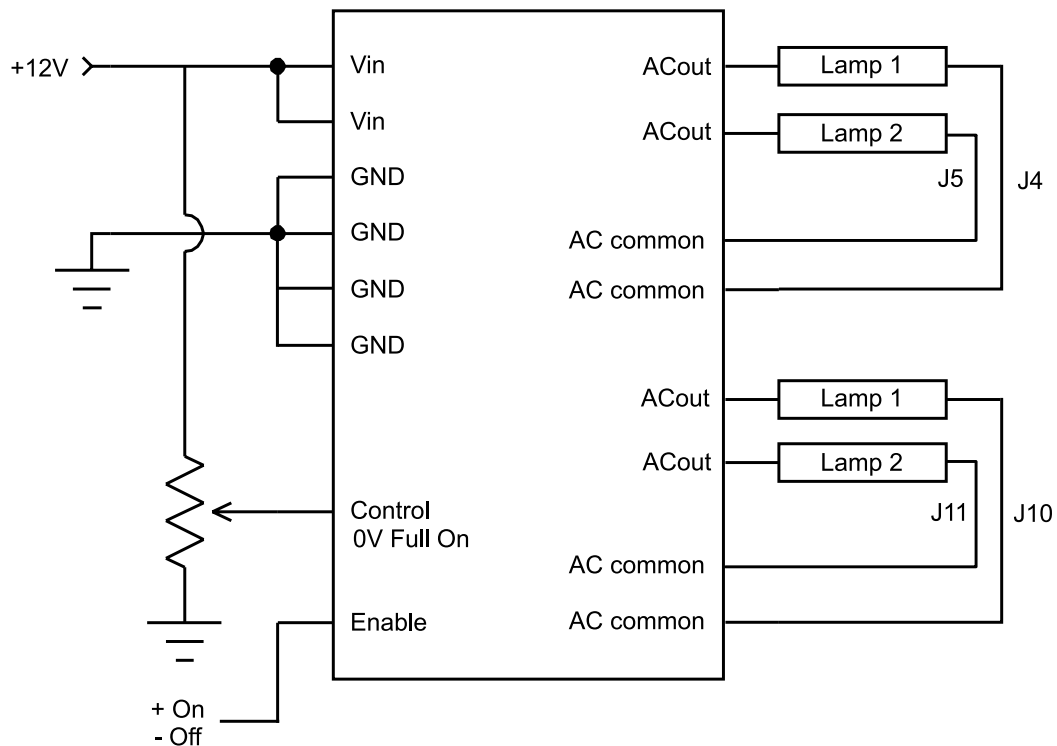 +12V
Vin
Vin
GND
GND
GND
GND
Control
0V Full On
Enable
+ On
- Off
ACout
Lamp 1
ACout
Lamp 2
J5
J4
AC common
AC common
ACout
Lamp 1
ACout
Lamp 2
J11
J10
AC common
AC common